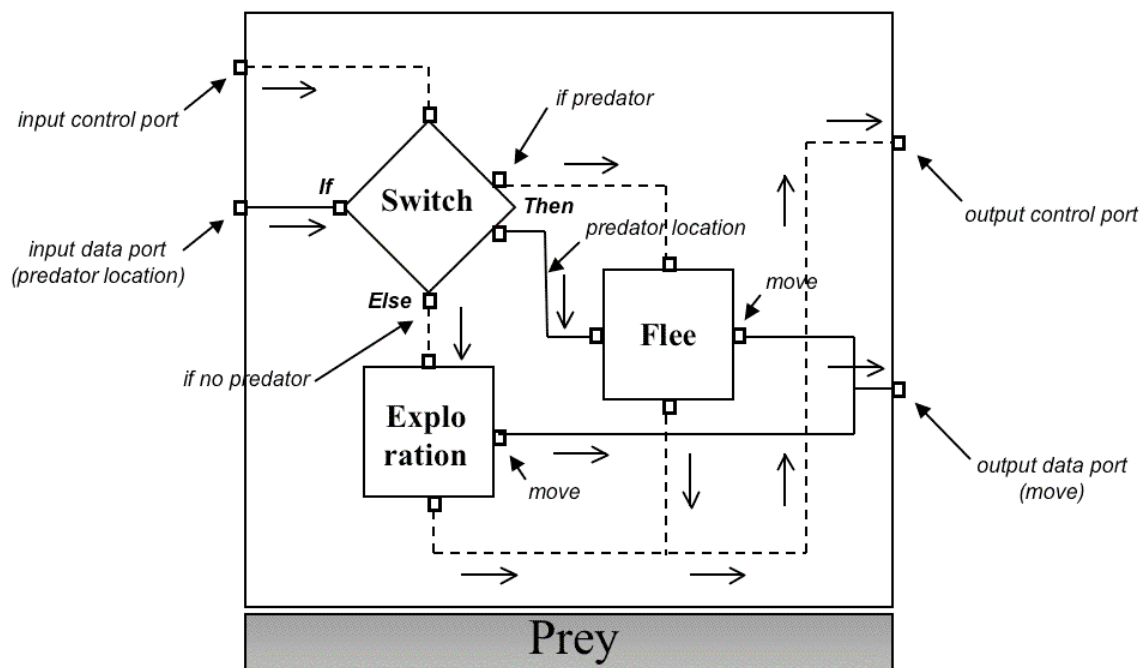 input control port
if predator
If
Switch
Then
output control port
input data port
(predator location)
predator location
Else
move
Flee
if no predator
Explo
ration
move
output data port
(move)
Prey